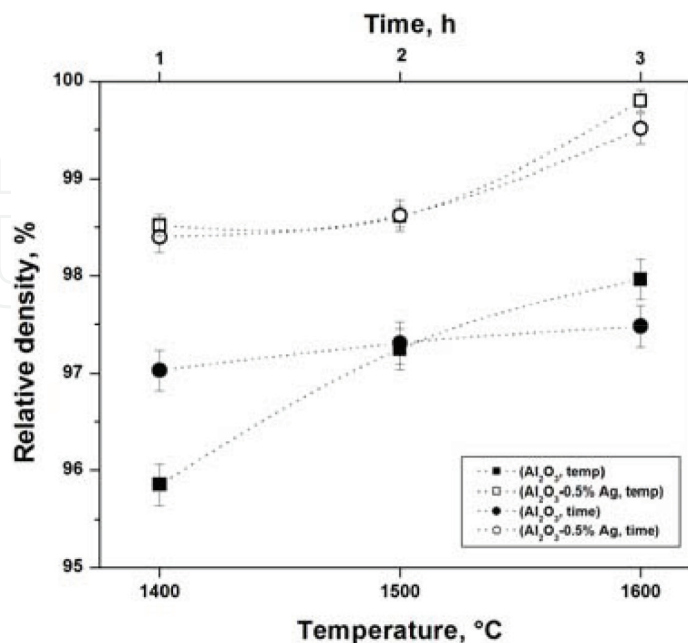 Time, h
1 2 3
100
99
98
97
96
95
Relative density, %
(Al₂O₃, temp)
(Al₂O₃-0.5% Ag, temp)
(Al₂O₃, time)
(Al₂O₃-0.5% Ag, time)
1400 1500 1600
Temperature, °C